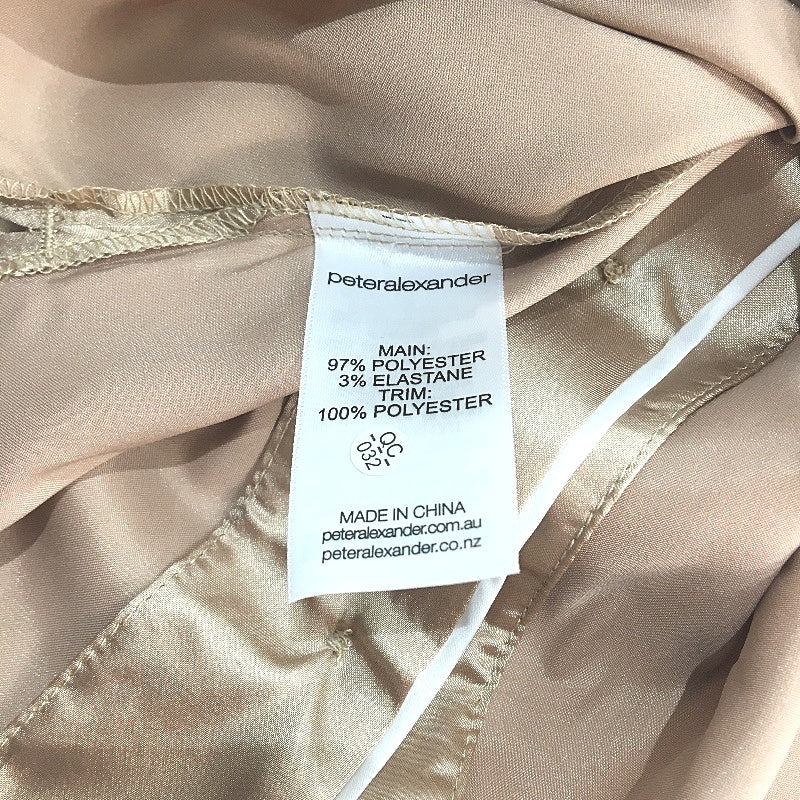 peteralexander
MAIN:
97% POLYESTER
3% ELASTANE
TRIM:
100% POLYESTER
QC-
032
MADE IN CHINA
peteralexander.com.au
peteralexander.co.nz